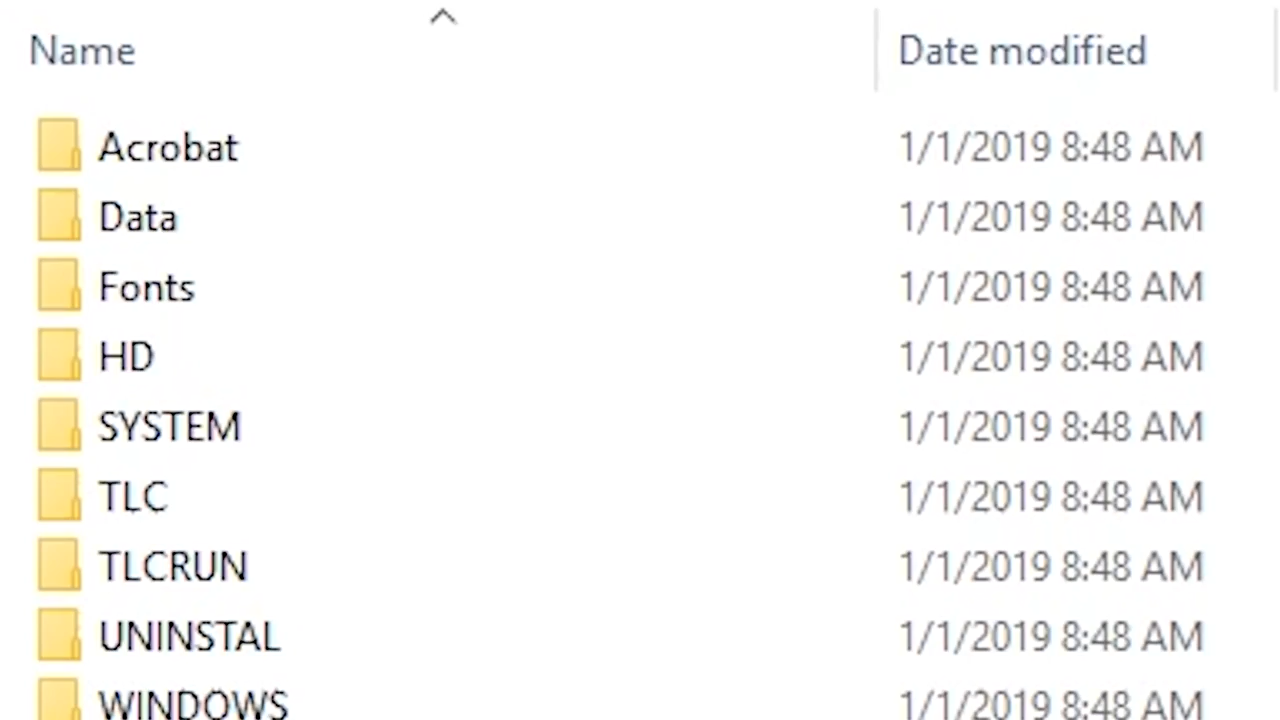 Name Date modified
Acrobat 1/1/2019 8:48 AM
Data 1/1/2019 8:48 AM
Fonts 1/1/2019 8:48 AM
HD 1/1/2019 8:48 AM
SYSTEM 1/1/2019 8:48 AM
TLC 1/1/2019 8:48 AM
TLCRUN 1/1/2019 8:48 AM
UNINSTAL 1/1/2019 8:48 AM
WINDOWS 1/1/2019 8:48 AM